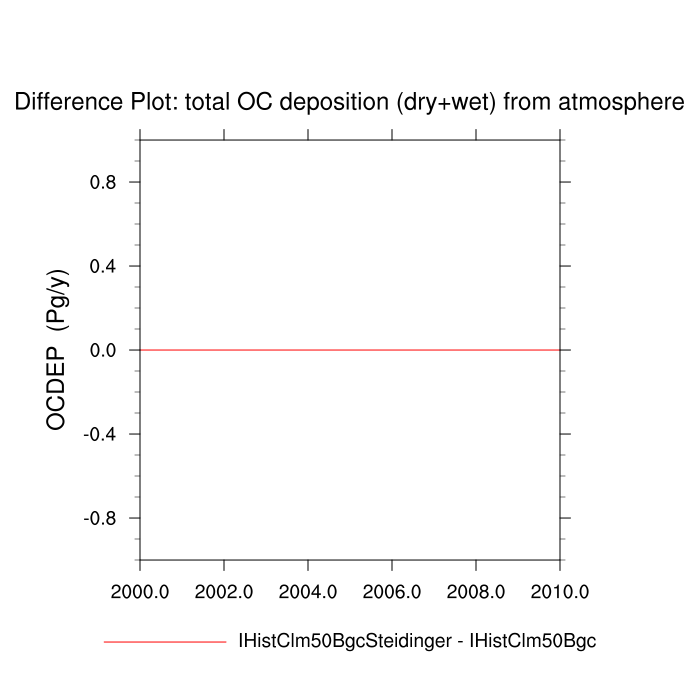 Difference Plot: total OC deposition (dry+wet) from atmosphere
OCDEP (Pg/y)
0.8
0.4
0.0
-0.4
-0.8
2000.0 2002.0 2004.0 2006.0 2008.0 2010.0
IHistClm50BgcSteidinger - IHistClm50Bgc